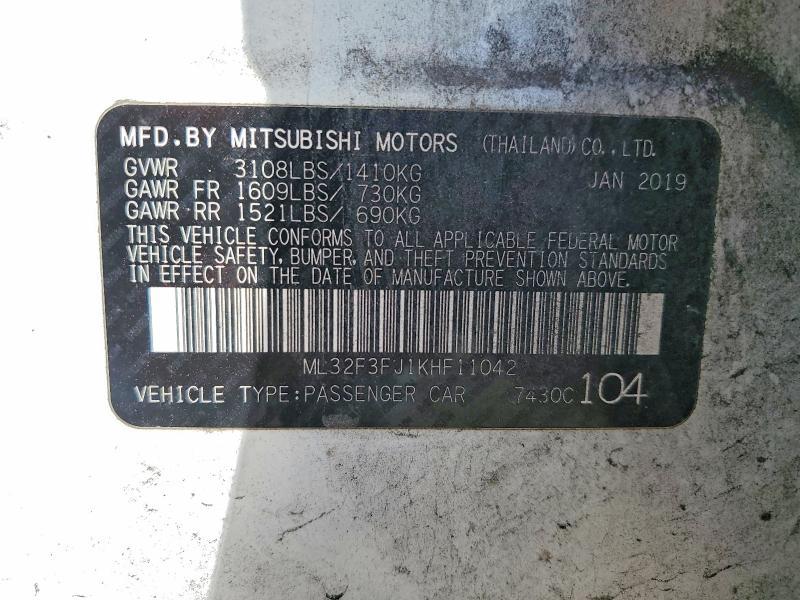 MFD.BY MITSUBISHI MOTORS (THAILAND)CO.,LTD.
GVWR 3108LBS/1410KG JAN 2019
GAWR FR 1609LBS/ 730KG
GAWR RR 1521LBS/ 690KG
THIS VEHICLE CONFORMS TO ALL APPLICABLE FEDERAL MOTOR
VEHICLE SAFETY, BUMPER, AND THEFT PREVENTION STANDARDS
IN EFFECT ON THE DATE OF MANUFACTURE SHOWN ABOVE.
ML32F3FJ1KHF11042
VEHICLE TYPE:PASSENGER CAR 7430C 104